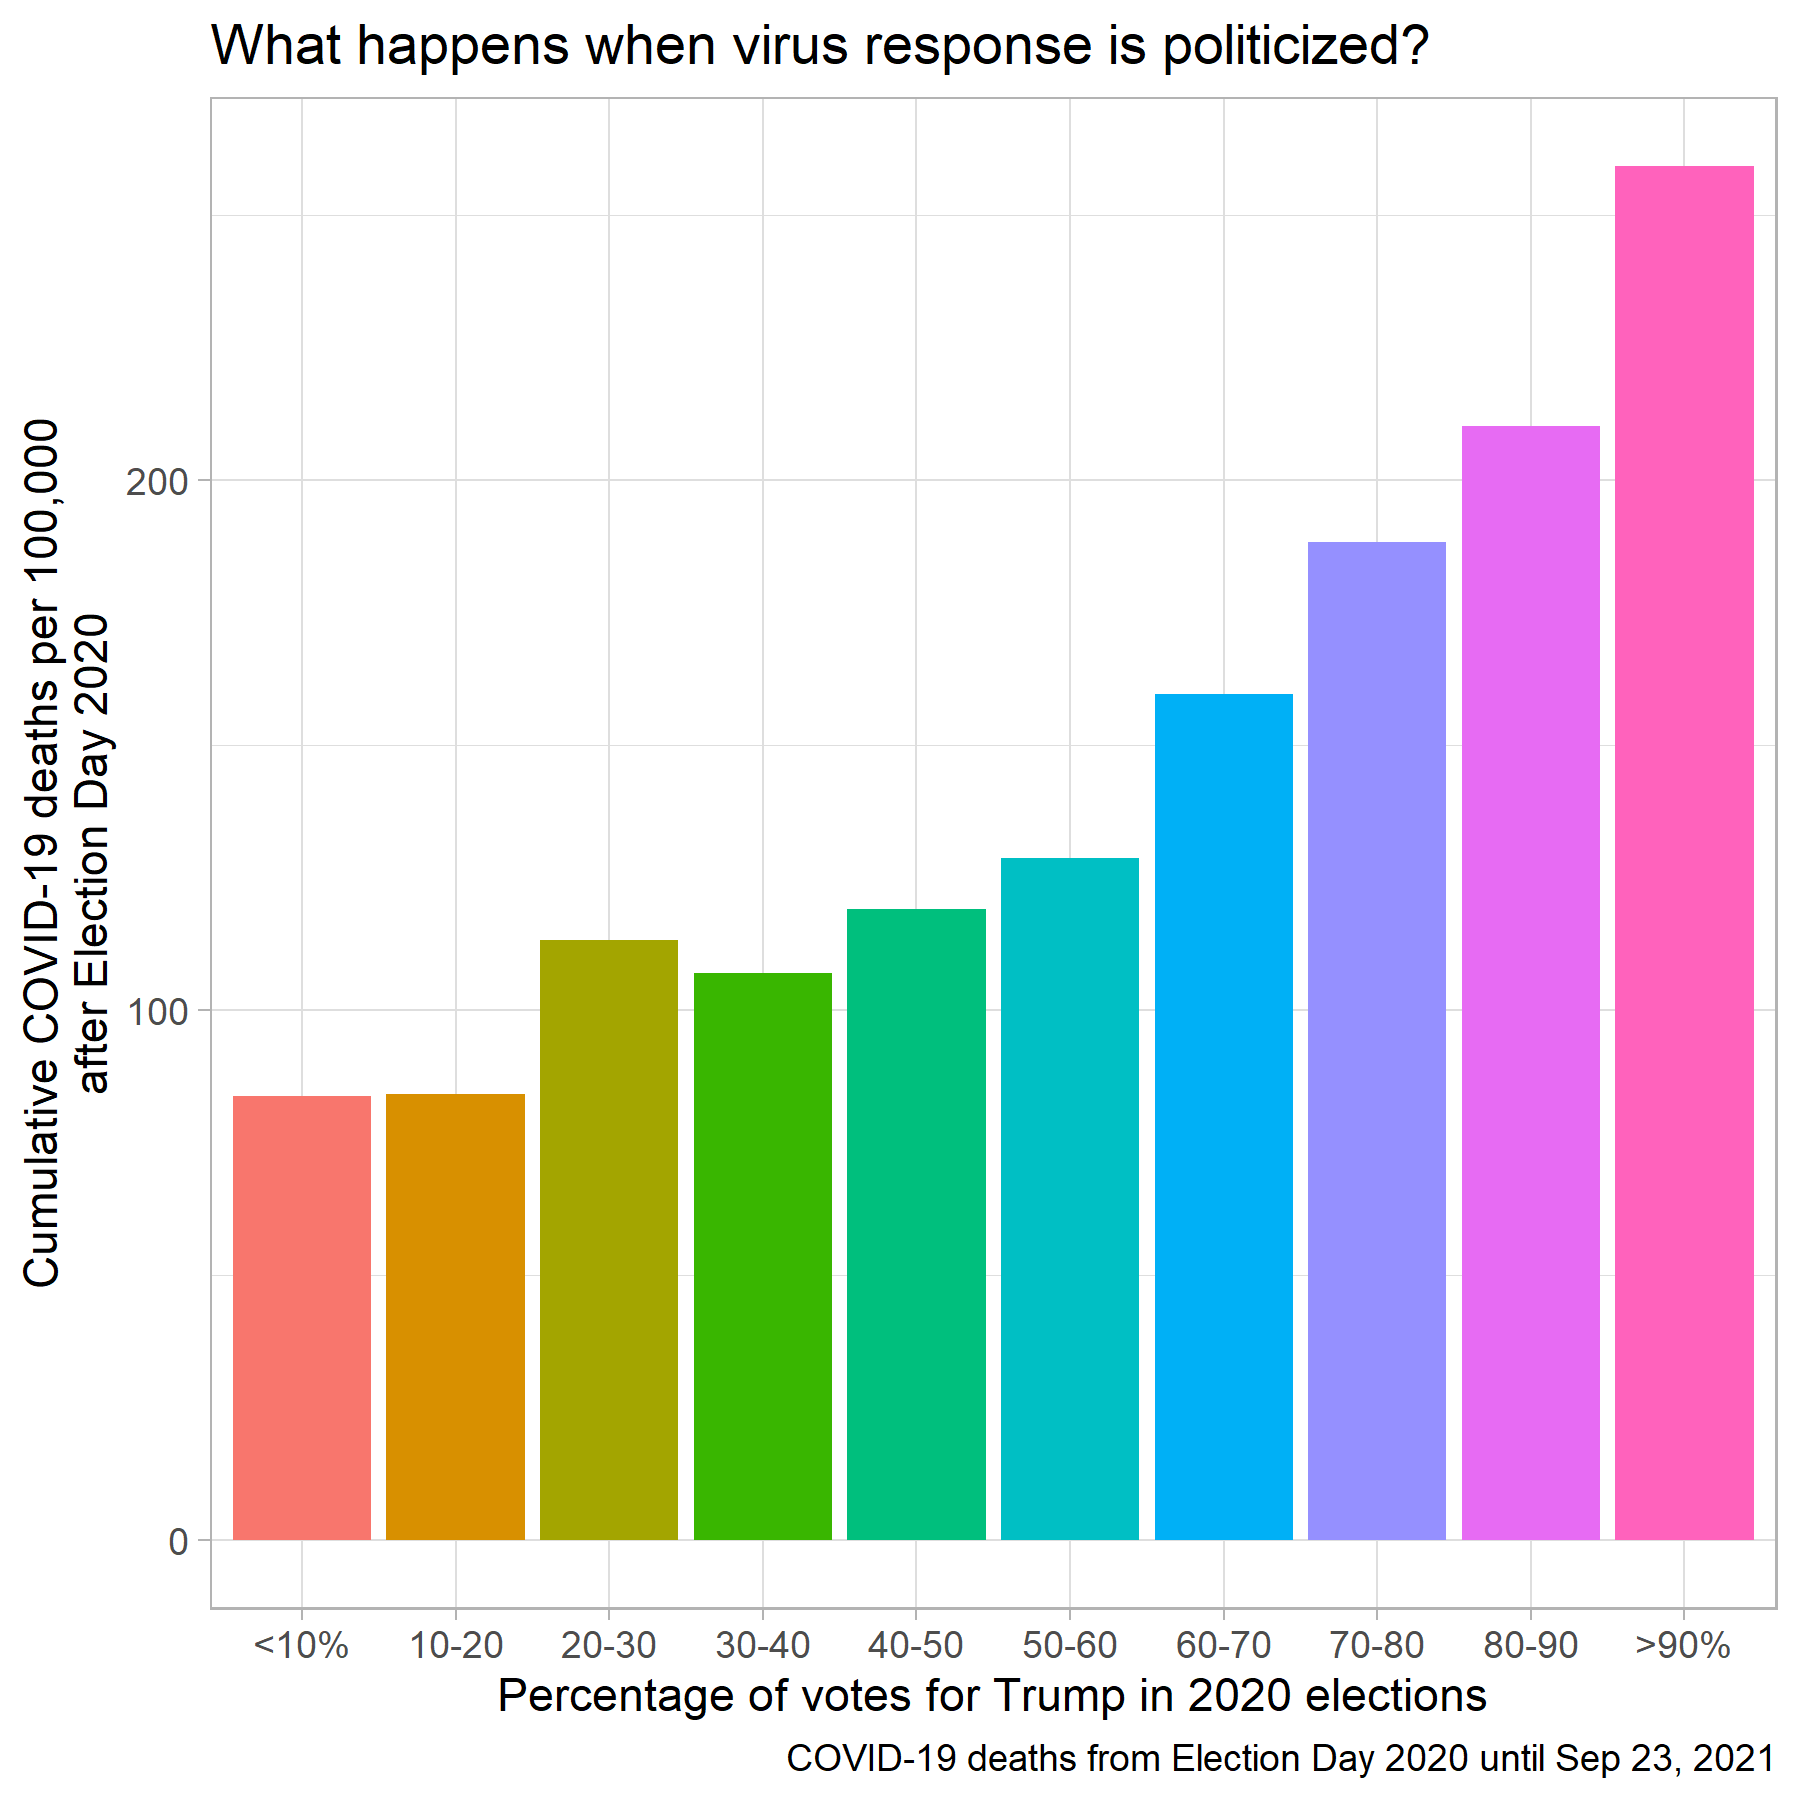 What happens when virus response is politicized?
Cumulative COVID-19 deaths per 100,000
after Election Day 2020
200
100
0
<10% 10-20 20-30 30-40 40-50 50-60 60-70 70-80 80-90 >90%
Percentage of votes for Trump in 2020 elections
COVID-19 deaths from Election Day 2020 until Sep 23, 2021